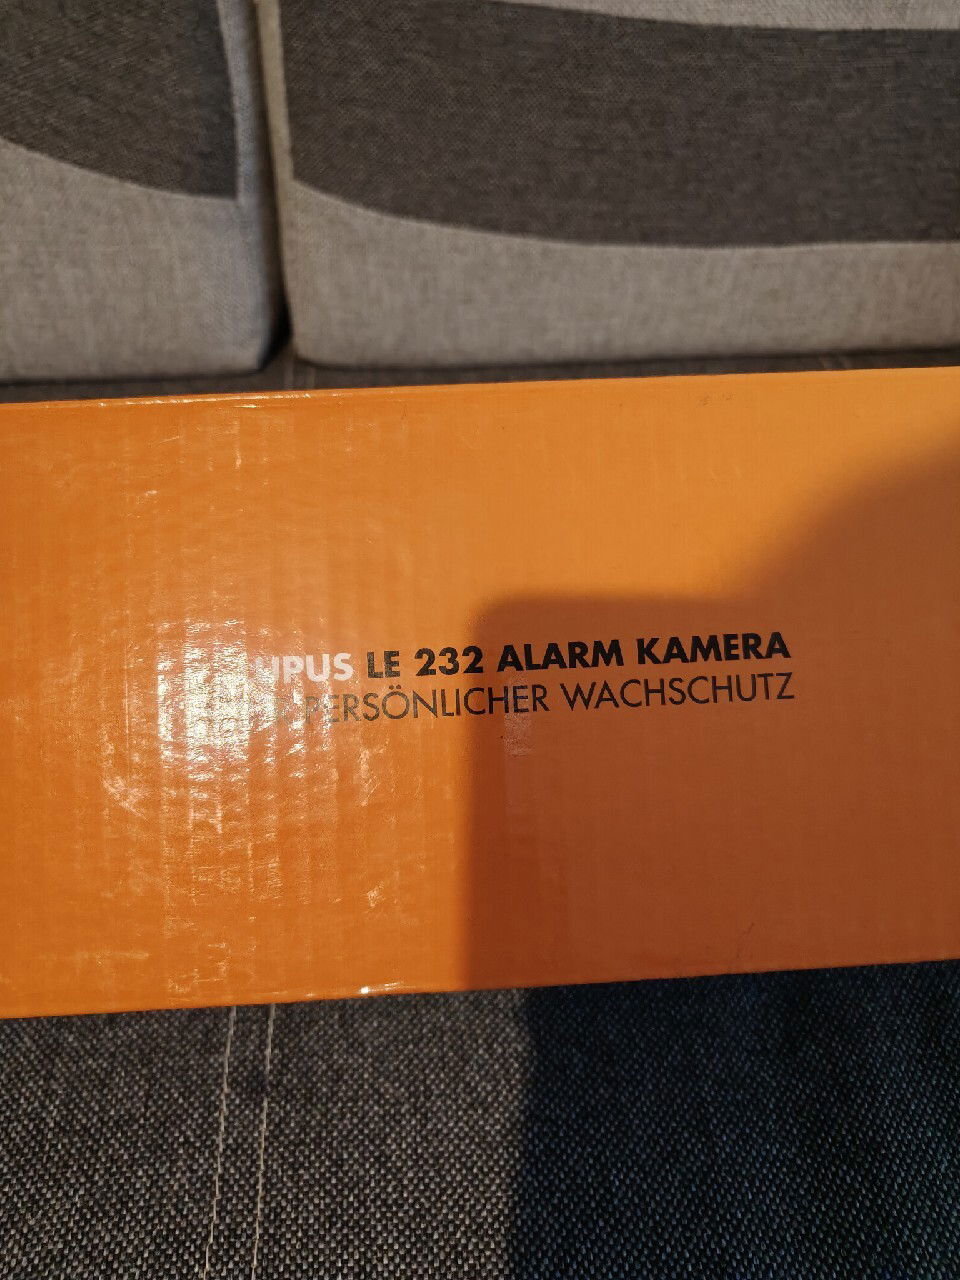 UPUS LE 232 ALARM KAMERA
PERSÖNLICHER WACHSCHUTZ